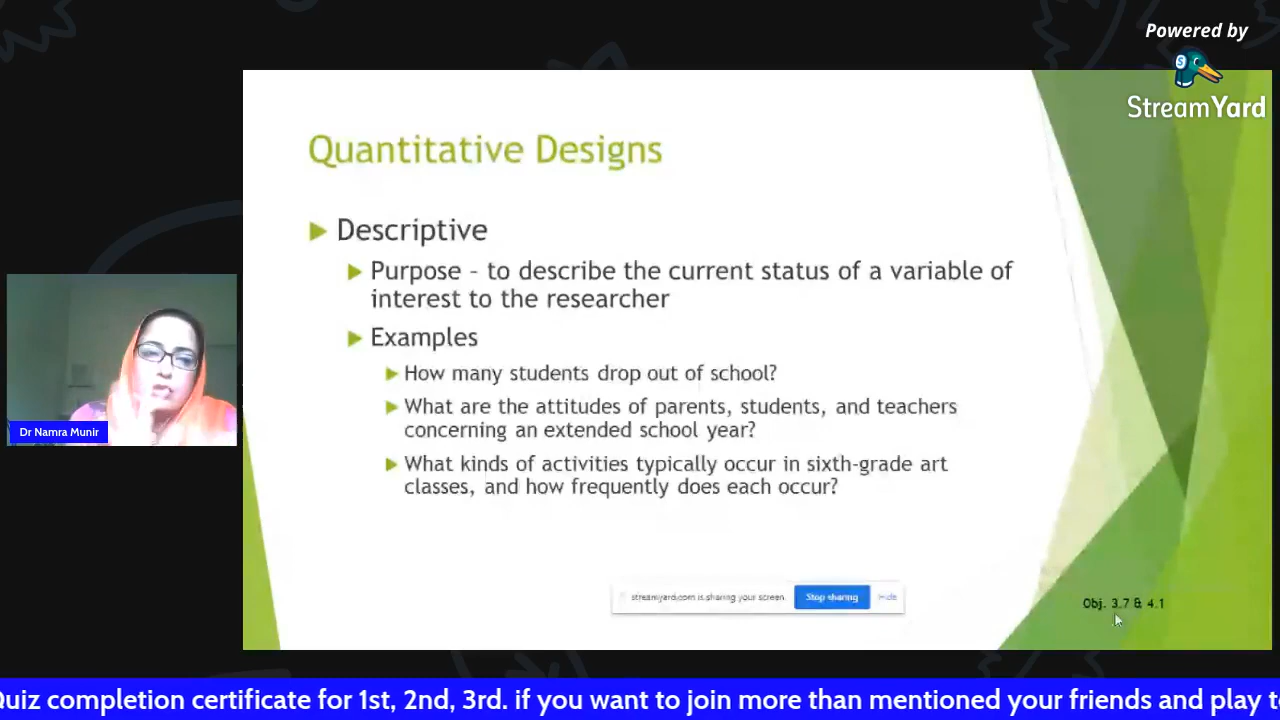 Powered by
StreamYard
Quantitative Designs
Descriptive
Purpose – to describe the current status of a variable of
interest to the researcher
Examples
How many students drop out of school?
What are the attitudes of parents, students, and teachers
concerning an extended school year?
What kinds of activities typically occur in sixth-grade art
classes, and how frequently does each occur?
streamyard.com is sharing your screen. Stop sharing Hide
Obj. 3.7 & 4.1
Dr Namra Munir
Quiz completion certificate for 1st, 2nd, 3rd. if you want to join more than mentioned your friends and play